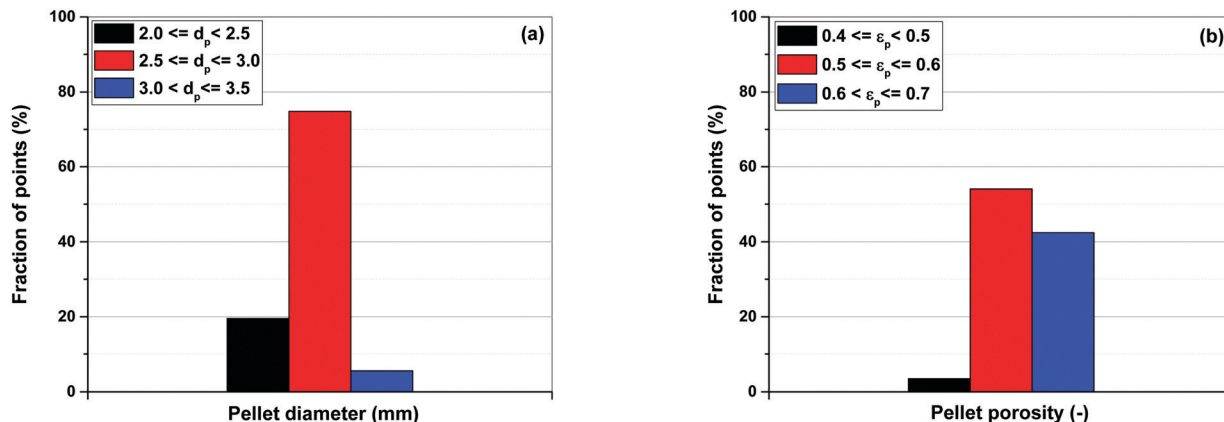 100
80
60
40
20
0
Fraction of points (%)
2.0 <= dₚ< 2.5
2.5 <= dₚ<= 3.0
3.0 < dₚ<= 3.5
(a)
Pellet diameter (mm)
100
80
60
40
20
0
Fraction of points (%)
0.4 <= εₚ< 0.5
0.5 <= εₚ<= 0.6
0.6 < εₚ<= 0.7
(b)
Pellet porosity (-)